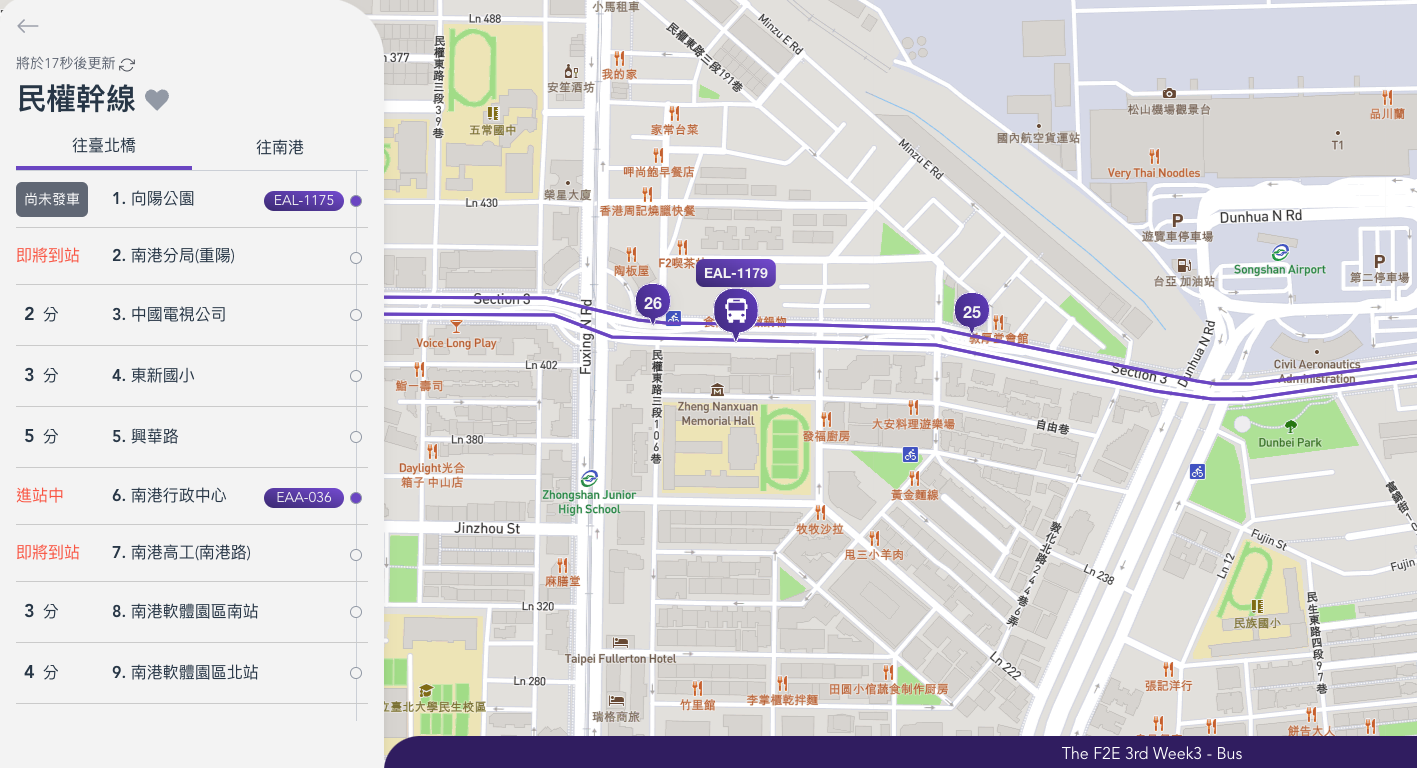 將於17秒後更新
民權幹線
往臺北橋
往南港
尚未發車
1. 向陽公園
EAL-1175
即將到站
2. 南港分局(重陽)
2 分
3. 中國電視公司
3 分
4. 東新國小
5 分
5. 興華路
進站中
6. 南港行政中心
EAA-036
即將到站
7. 南港高工(南港路)
3 分
8. 南港軟體園區南站
4 分
9. 南港軟體園區北站
小馬租車
Ln 488
Minzu E Rd
民權東路三段191巷
民權東路三段39巷
我的家
安笙酒坊
五常國中
家常台菜
松山機場觀景台
品川蘭
國內航空貨運站
T1
Minzu E Rd
呷尚飽早餐店
Very Thai Noodles
榮星大廈
Ln 430
香港周記燒臘快餐
Dunhua N Rd
遊覽車停車場
P
陶板屋
Songshan Airport
P
第二停車場
台亞 加油站
EAL-1179
26
25
Section 3
Fuxing N Rd
Voice Long Play
Ln 402
民權東路三段106巷
Section 3
Dunhua N Rd
Civil Aeronautics
Administration
鮨一壽司
Zheng Nanxuan
Memorial Hall
發福廚房
大安料理遊樂場
自由巷
Dunbei Park
Ln 380
Daylight光合
箱子 中山店
Zhongshan Junior
High School
黃金麵線
富錦街
Jinzhou St
牧牧沙拉
甩三小羊肉
敦化北路244巷6弄
Fujin St
Fujin
Ln 12
麻膳堂
Ln 238
Ln 320
民族國小
民生東路四段97巷
Taipei Fullerton Hotel
Ln 222
Ln 280
竹里館
李掌櫃乾拌麵
田園小倌蔬食制作廚房
張記洋行
立臺北大學民生校區
瑞格商旅
餅告大人
The F2E 3rd Week3 - Bus